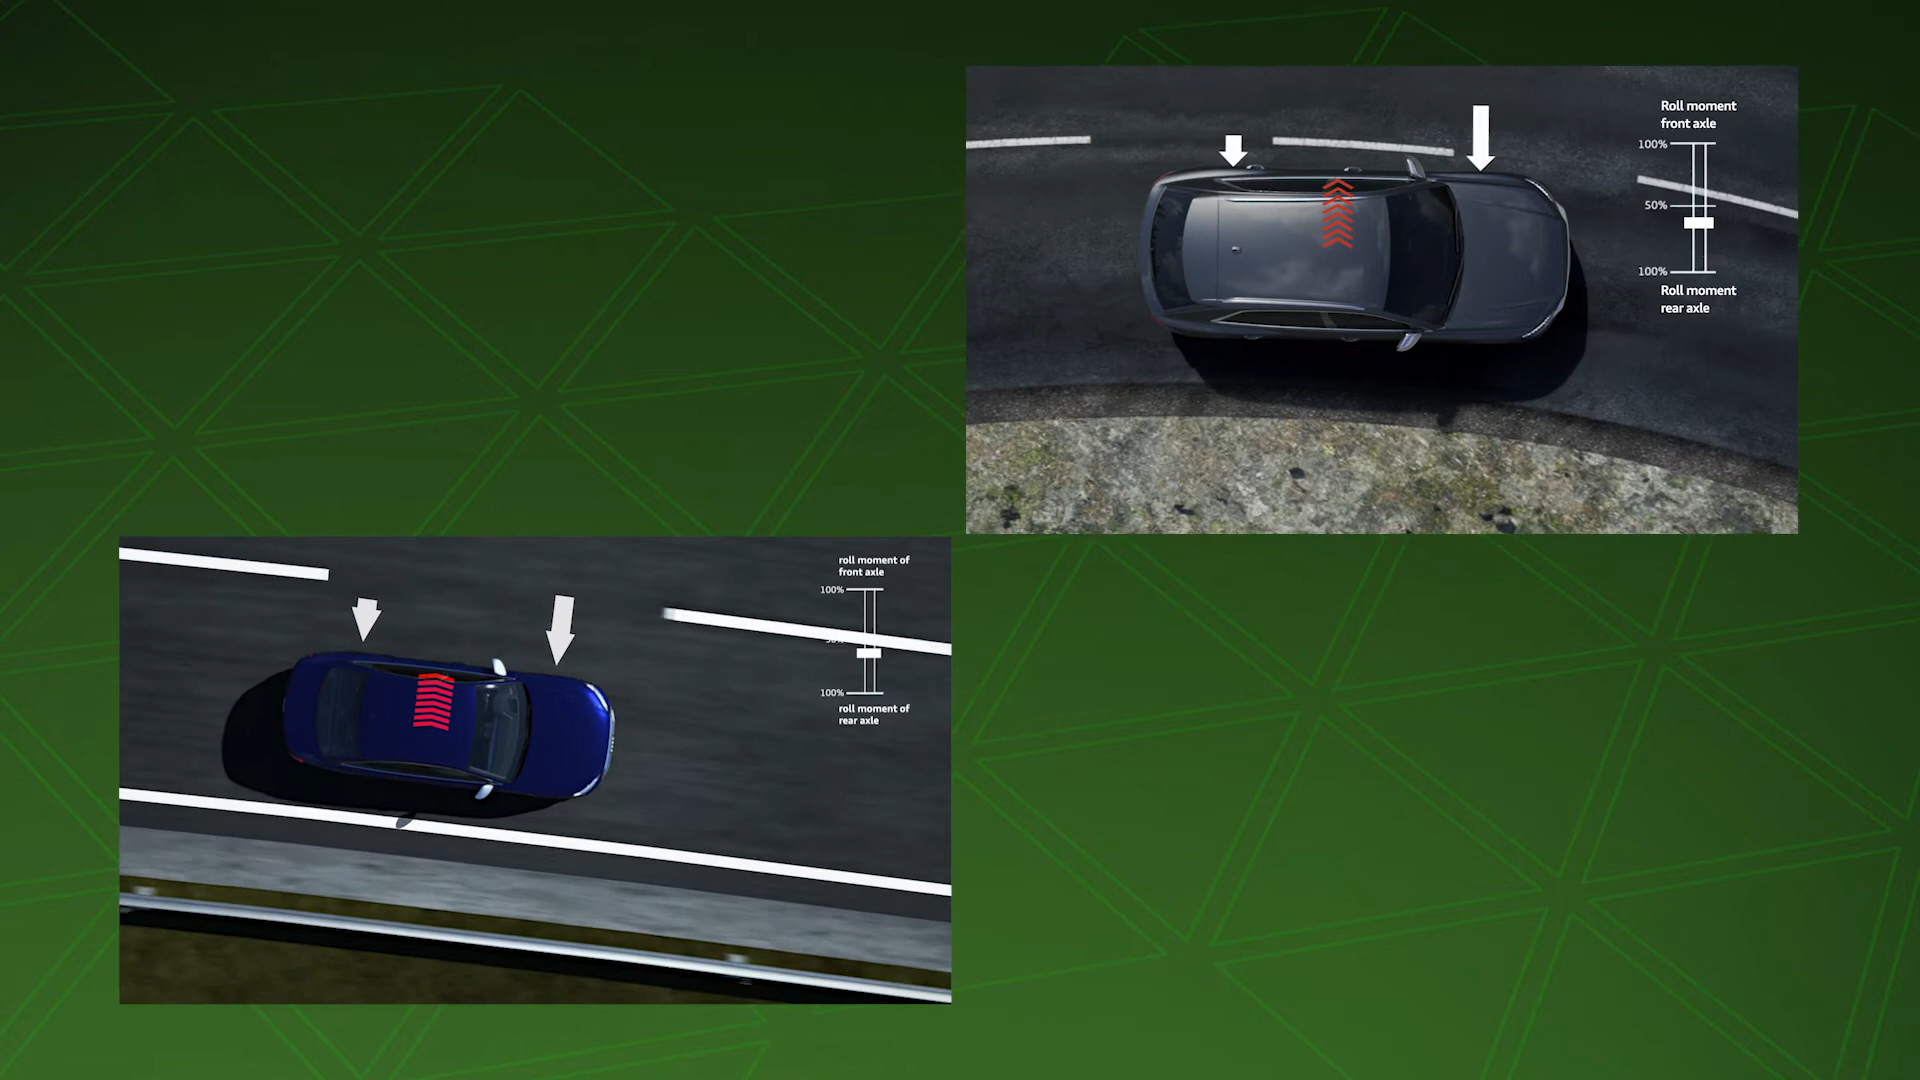 Roll moment
front axle
100%
50%
100%
Roll moment
rear axle
roll moment of
front axle
100%
100%
roll moment of
rear axle